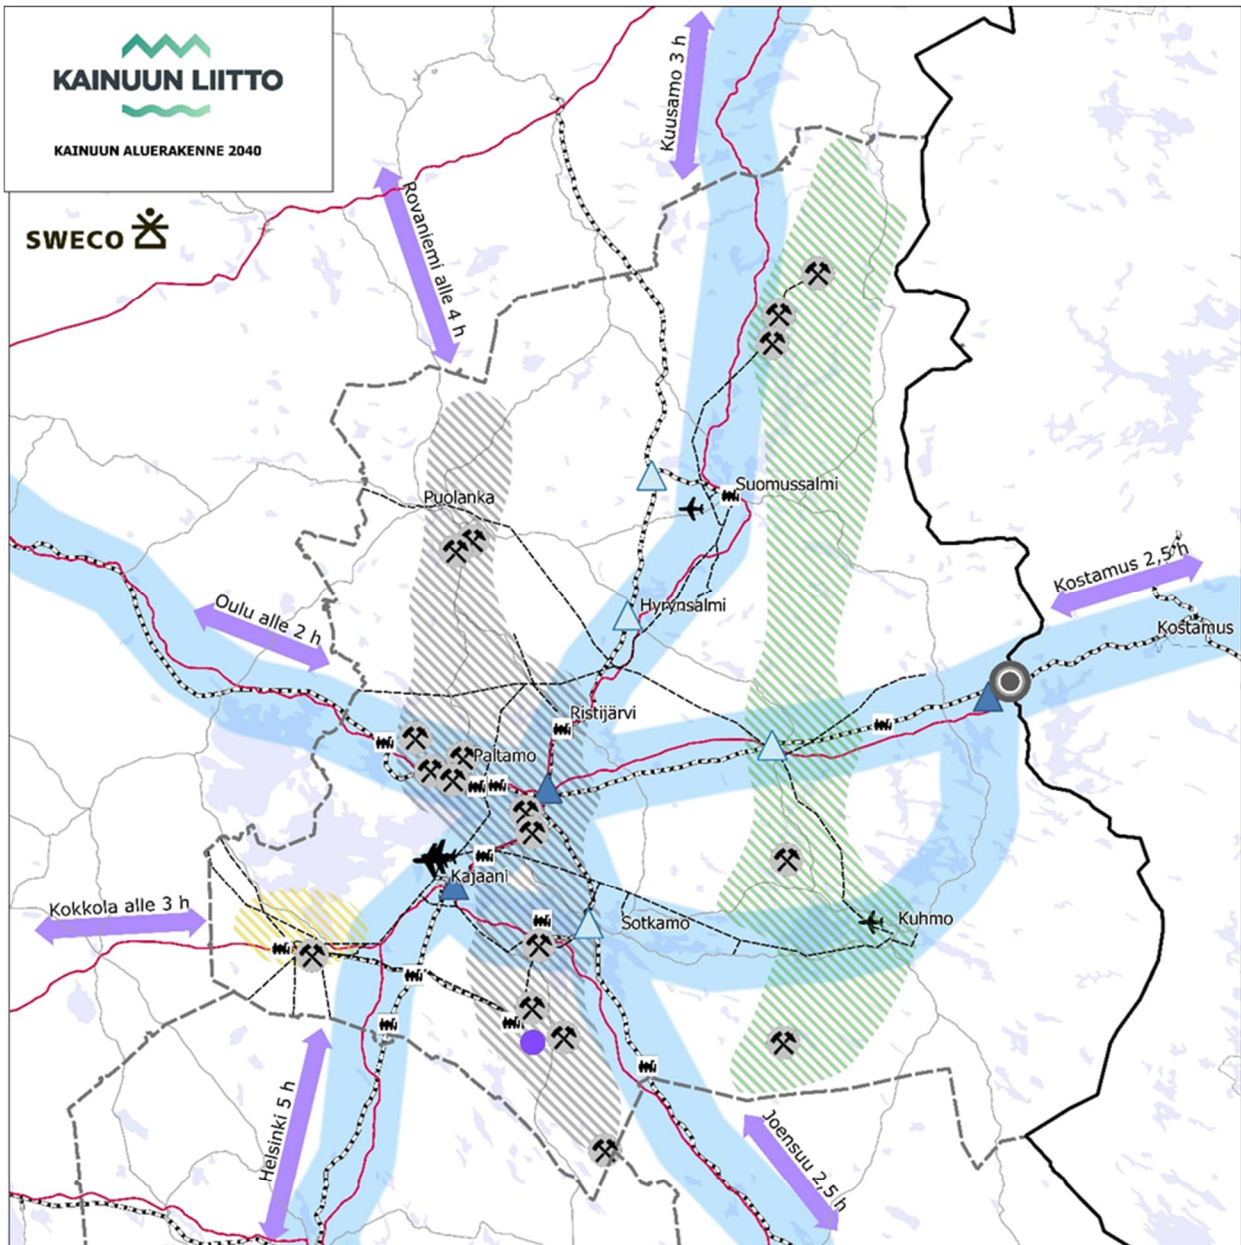 KAINUUN LIITTO
KAINUUN ALUERAKENNE 2040
SWECO
Kuusamo 3 h
Rovaniemi alle 4 h
Puolanka
Suomussalmi
Kostamus 2,5 h
Oulu alle 2 h
Hyrynsalmi
Kostamus
Ristijärvi
Paltamo
Kajaani
Kokkola alle 3 h
Sotkamo
Kuhmo
Helsinki 5 h
Joensuu 2,5 h